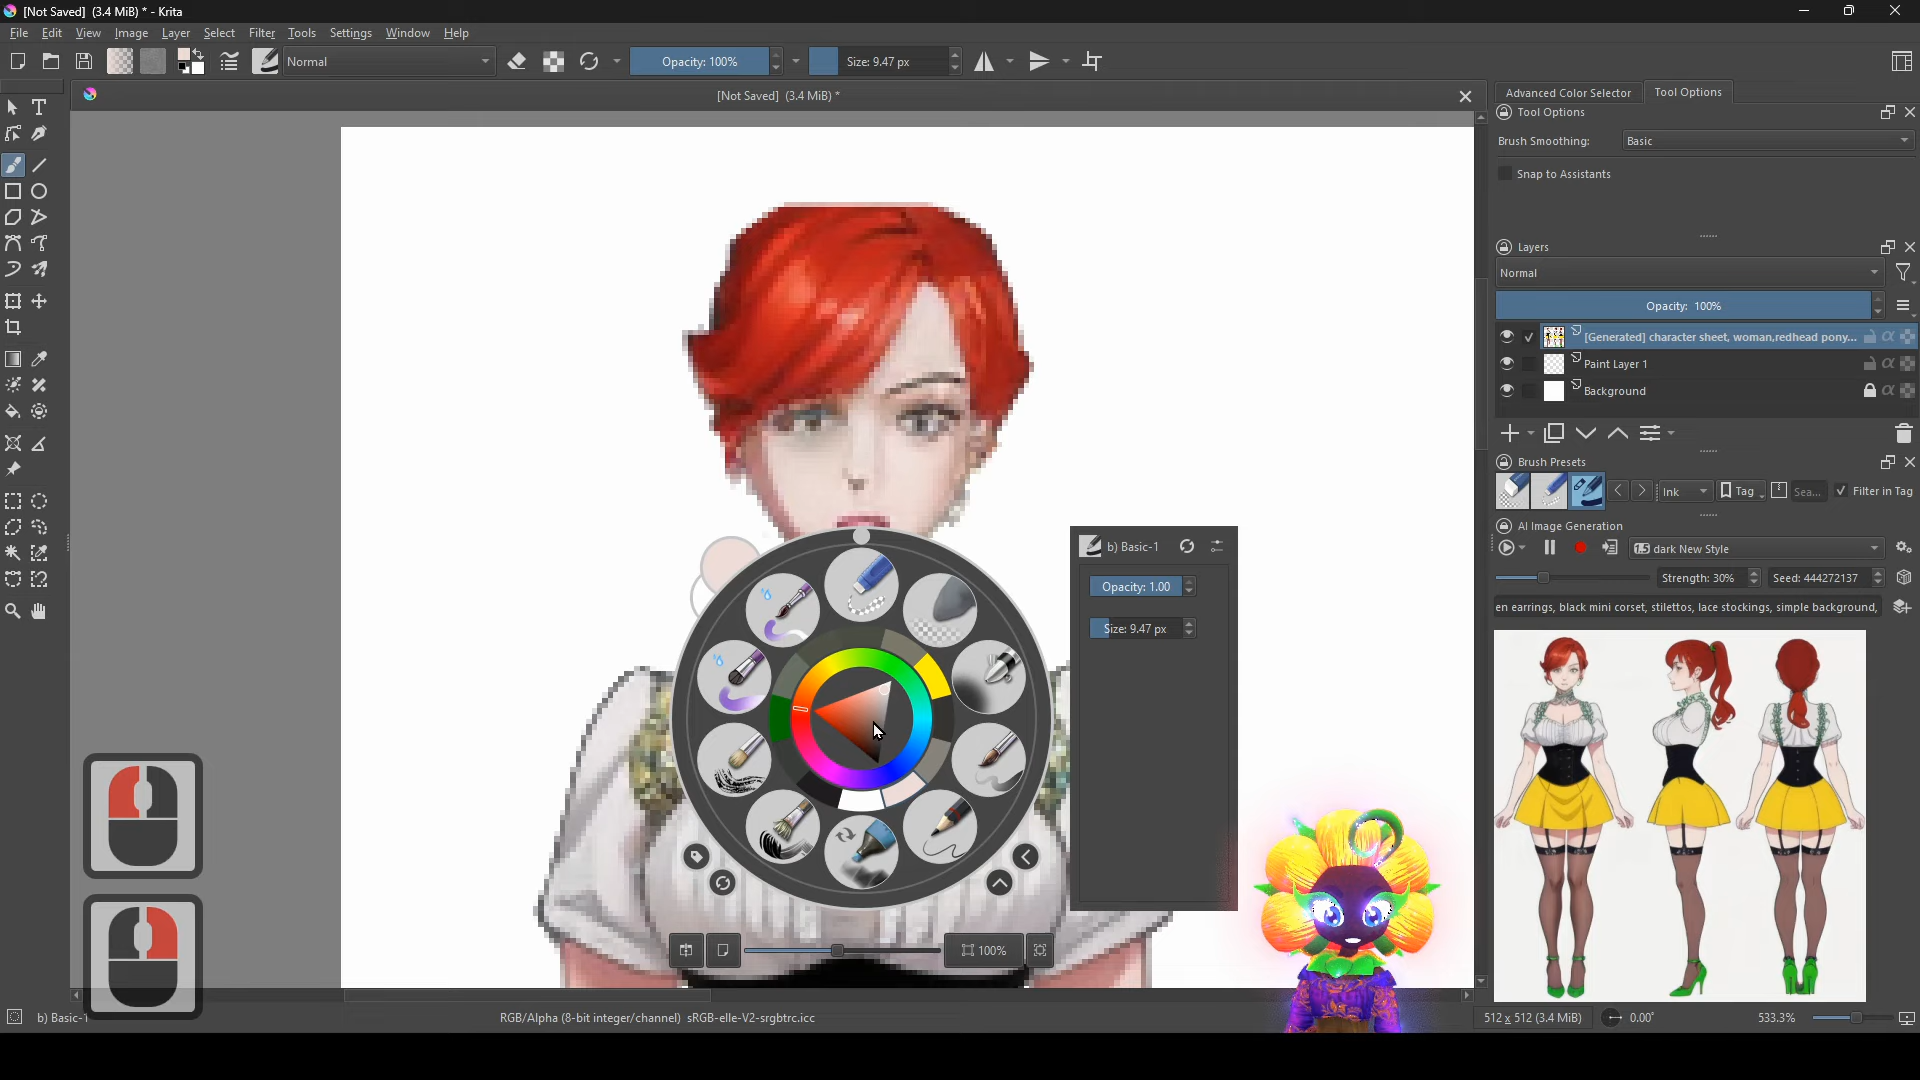 [Not Saved] (3.4 MiB) * - Krita
File Edit View Image Layer Select Filter Tools Settings Window Help
Normal
Opacity: 100%
Size: 9.47 px
[Not Saved] (3.4 MiB) *
Advanced Color Selector
Tool Options
Tool Options
Brush Smoothing: Basic
Snap to Assistants
Layers
Normal
Opacity: 100%
[Generated] character sheet, woman,redhead pony...
Paint Layer 1
Background
Brush Presets
Ink
Tag
Sea...
Filter in Tag
AI Image Generation
1.5 dark New Style
Strength: 30%
Seed: 444272137
en earrings, black mini corset, stilettos, lace stockings, simple background,
b) Basic-1
Opacity: 1.00
Size: 9.47 px
100%
b) Basic-1
RGB/Alpha (8-bit integer/channel) sRGB-elle-V2-srgbtrc.icc
512 x 512 (3.4 MiB)
0.00°
533.3%